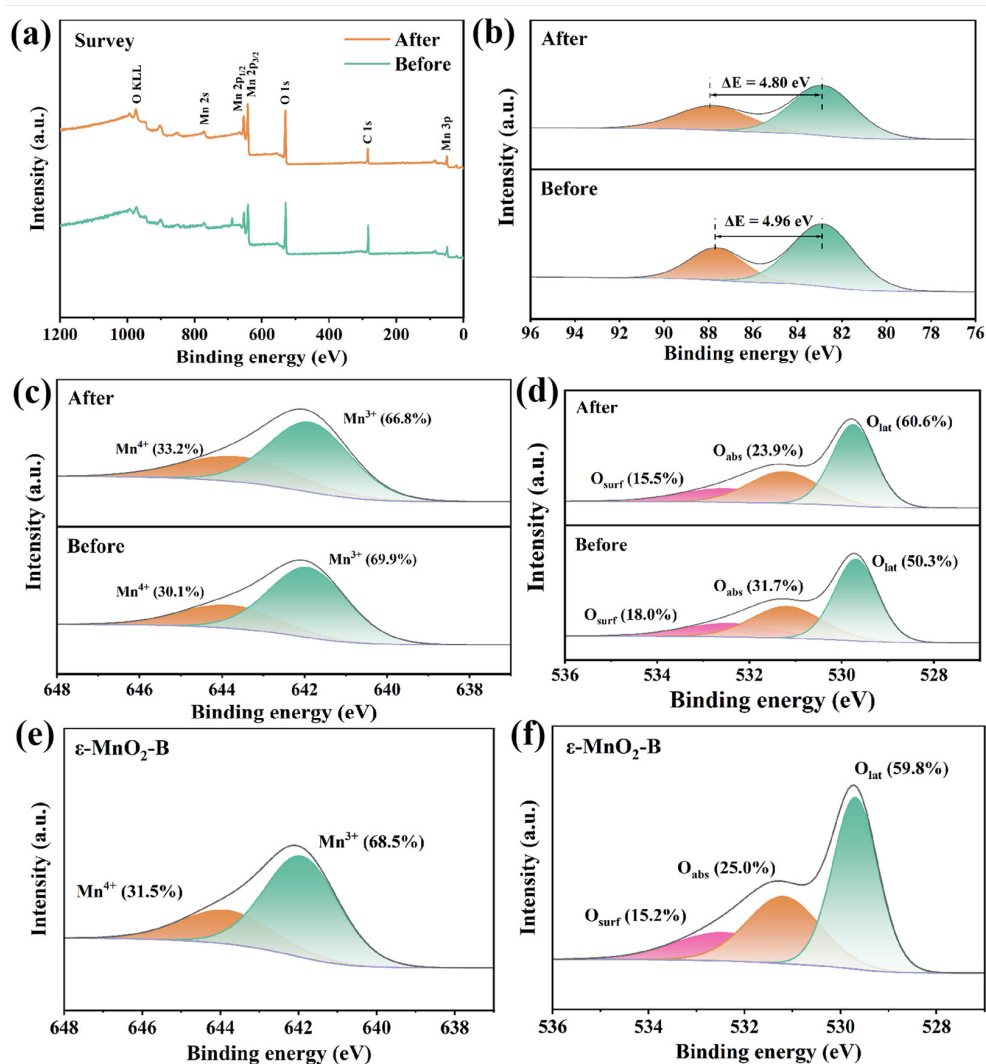 (a)
Survey
After
Before
O KLL
Mn 2s
Mn 2p1/2
Mn 2p3/2
O 1s
C 1s
Mn 3p
Intensity (a.u.)
1200 1000 800 600 400 200 0
Binding energy (eV)
(b)
After
ΔE = 4.80 eV
Before
ΔE = 4.96 eV
Intensity (a.u.)
96 94 92 90 88 86 84 82 80 78 76
Binding energy (eV)
(c)
After
Mn4+ (33.2%)
Mn3+ (66.8%)
Before
Mn4+ (30.1%)
Mn3+ (69.9%)
Intensity (a.u.)
648 646 644 642 640 638
Binding energy (eV)
(d)
After
Olat (60.6%)
Oabs (23.9%)
Osurf (15.5%)
Before
Olat (50.3%)
Oabs (31.7%)
Osurf (18.0%)
Intensity (a.u.)
536 534 532 530 528
Binding energy (eV)
(e)
ε-MnO2-B
Mn3+ (68.5%)
Mn4+ (31.5%)
Intensity (a.u.)
648 646 644 642 640 638
Binding energy (eV)
(f)
ε-MnO2-B
Olat (59.8%)
Oabs (25.0%)
Osurf (15.2%)
Intensity (a.u.)
536 534 532 530 528
Binding energy (eV)